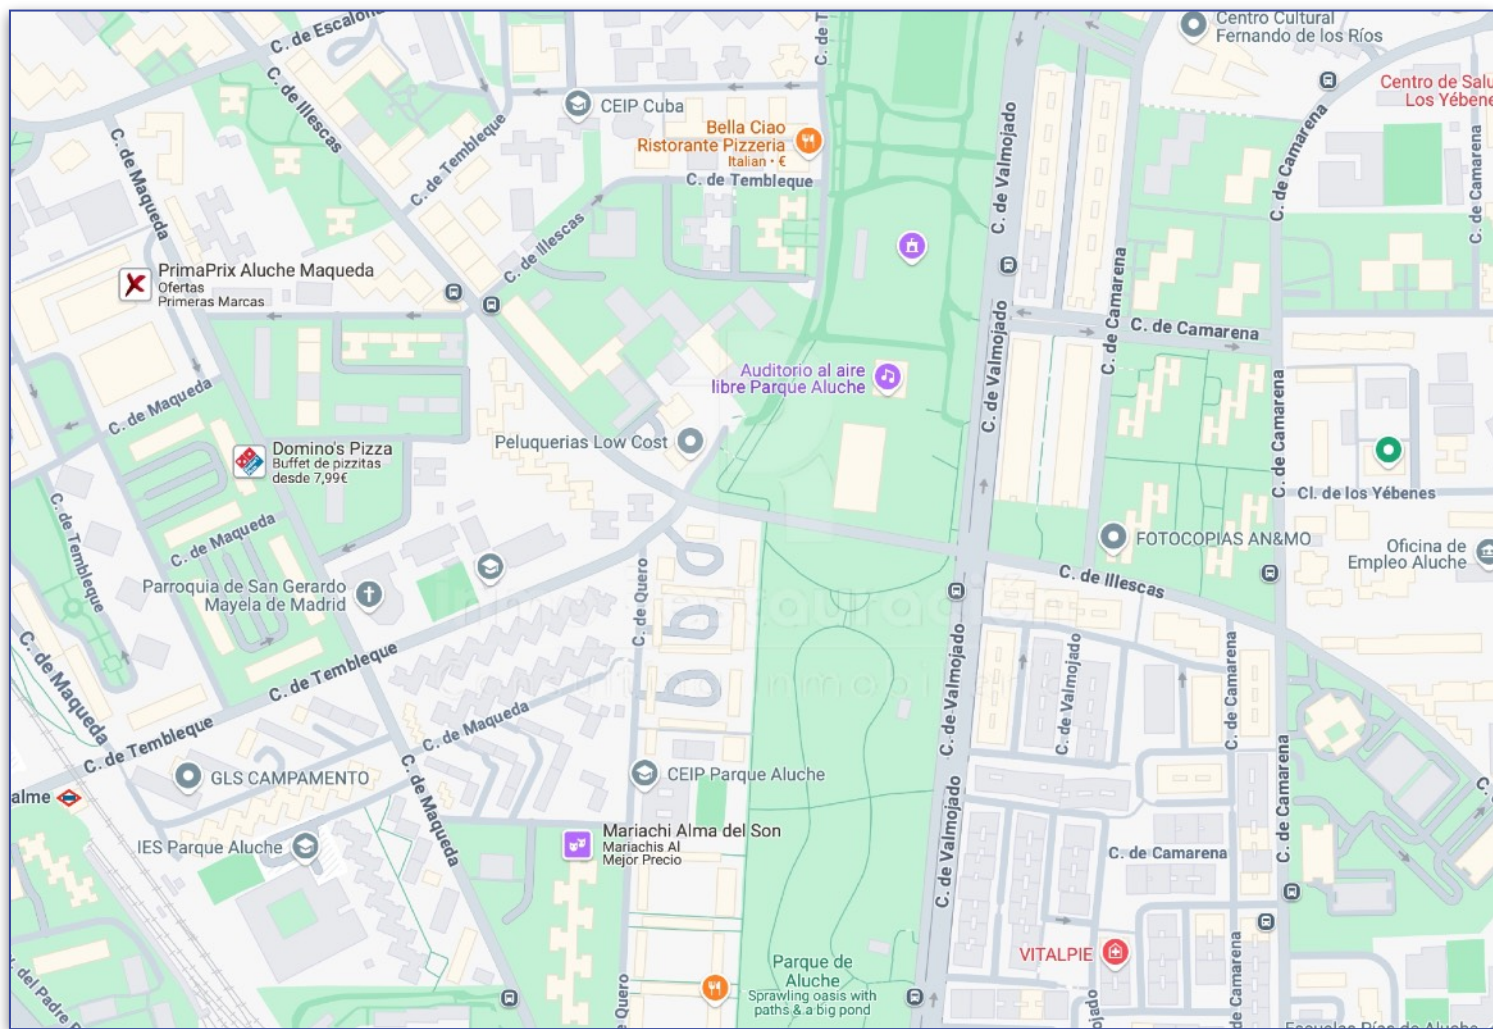 C. de Escalona
C. de T
Centro Cultural
Fernando de los Ríos
C. de Illescas
Centro de Salu
Los Yébene
CEIP Cuba
Bella Ciao
Ristorante Pizzeria
Italian • €
C. de Maqueda
C. de Tembleque
C. de Tembleque
C. de Valmojado
C. de Camarena
C. de Camarena
C. de Illescas
PrimaPrix Aluche Maqueda
Ofertas
Primeras Marcas
C. de Camarena
C. de Camarena
C. de Valmojado
Auditorio al aire
libre Parque Aluche
C. de Maqueda
Peluquerias Low Cost
Domino's Pizza
Buffet de pizzitas
desde 7,99€
C. de Camarena
Cl. de los Yébenes
C. de Tembleque
C. de Maqueda
FOTOCOPIAS AN&MO
Oficina de
Empleo Aluche
Parroquia de San Gerardo
Mayela de Madrid
C. de Quero
C. de Illescas
C. de Maqueda
C. de Tembleque
C. de Valmojado
C. de Valmojado
C. de Camarena
C. de Tembleque
C. de Maqueda
GLS CAMPAMENTO
CEIP Parque Aluche
alme
C. de Maqueda
C. de Camarena
C.
IES Parque Aluche
Mariachi Alma del Son
Mariachis Al
Mejor Precio
C. de Valmojado
C. de Camarena
VITALPIE
Parque de
Aluche
Sprawling oasis with
paths & a big pond
C. del Padre
e Quero
ojado
de Camarena